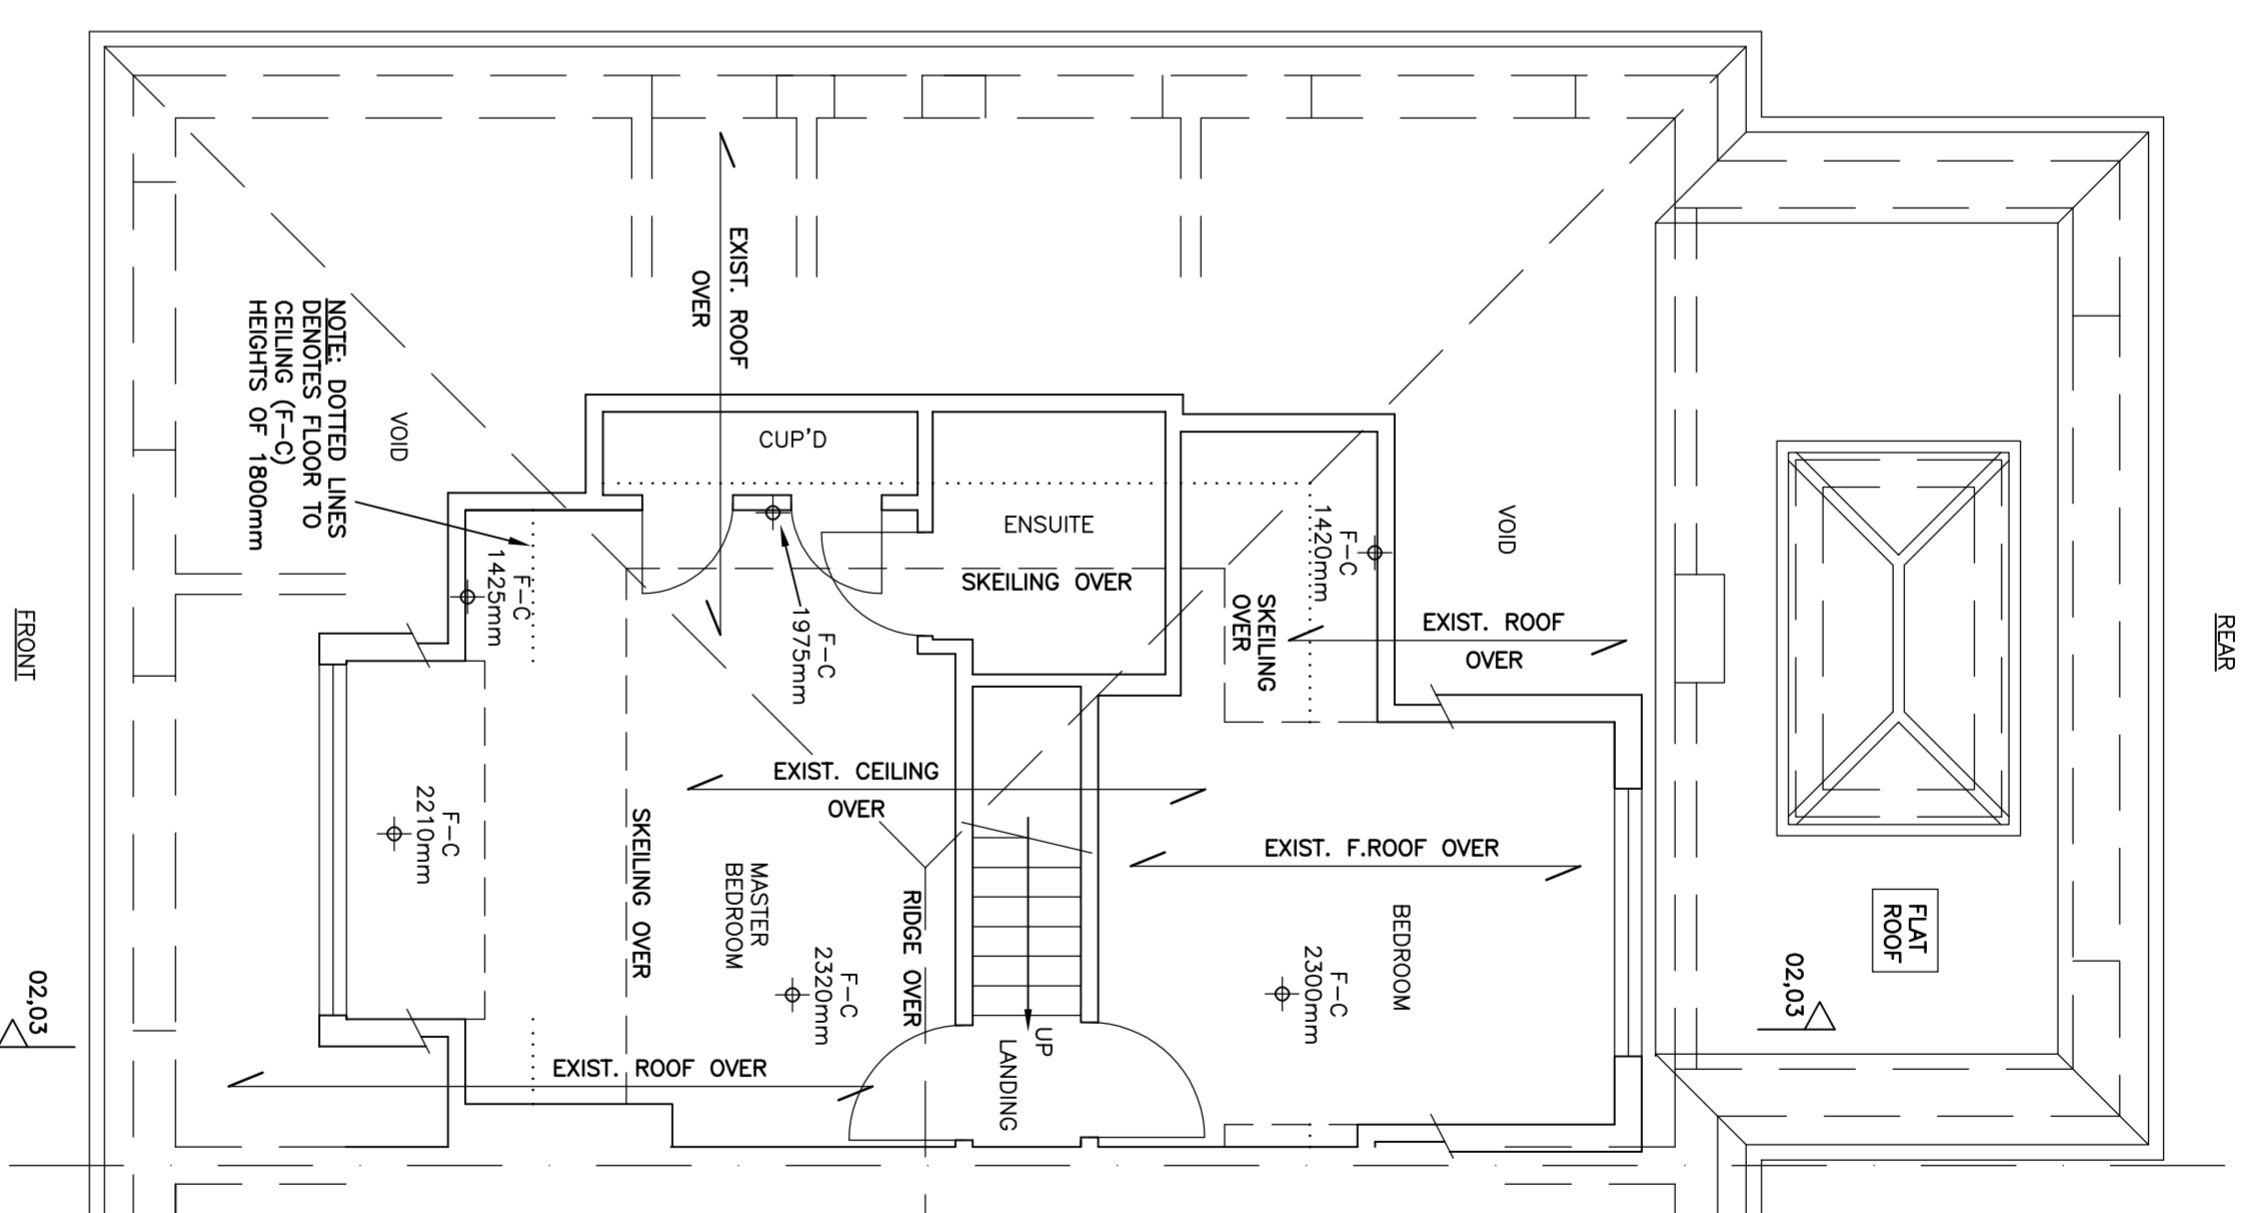 EXIST. ROOF
OVER
NOTE: DOTTED LINES
DENOTES FLOOR TO
CEILING (F-C)
HEIGHTS OF 1800mm
VOID
CUP'D
ENSUITE
SKEILING OVER
F-C
1420mm
VOID
SKEILING
OVER
EXIST. ROOF
OVER
FRONT
REAR
F-C
1425mm
F-C
1975mm
EXIST. CEILING
OVER
F-C
2210mm
SKEILING OVER
MASTER
BEDROOM
F-C
2320mm
RIDGE OVER
EXIST. F.ROOF OVER
BEDROOM
F-C
2300mm
FLAT
ROOF
02,03
02,03
UP
LANDING
EXIST. ROOF OVER